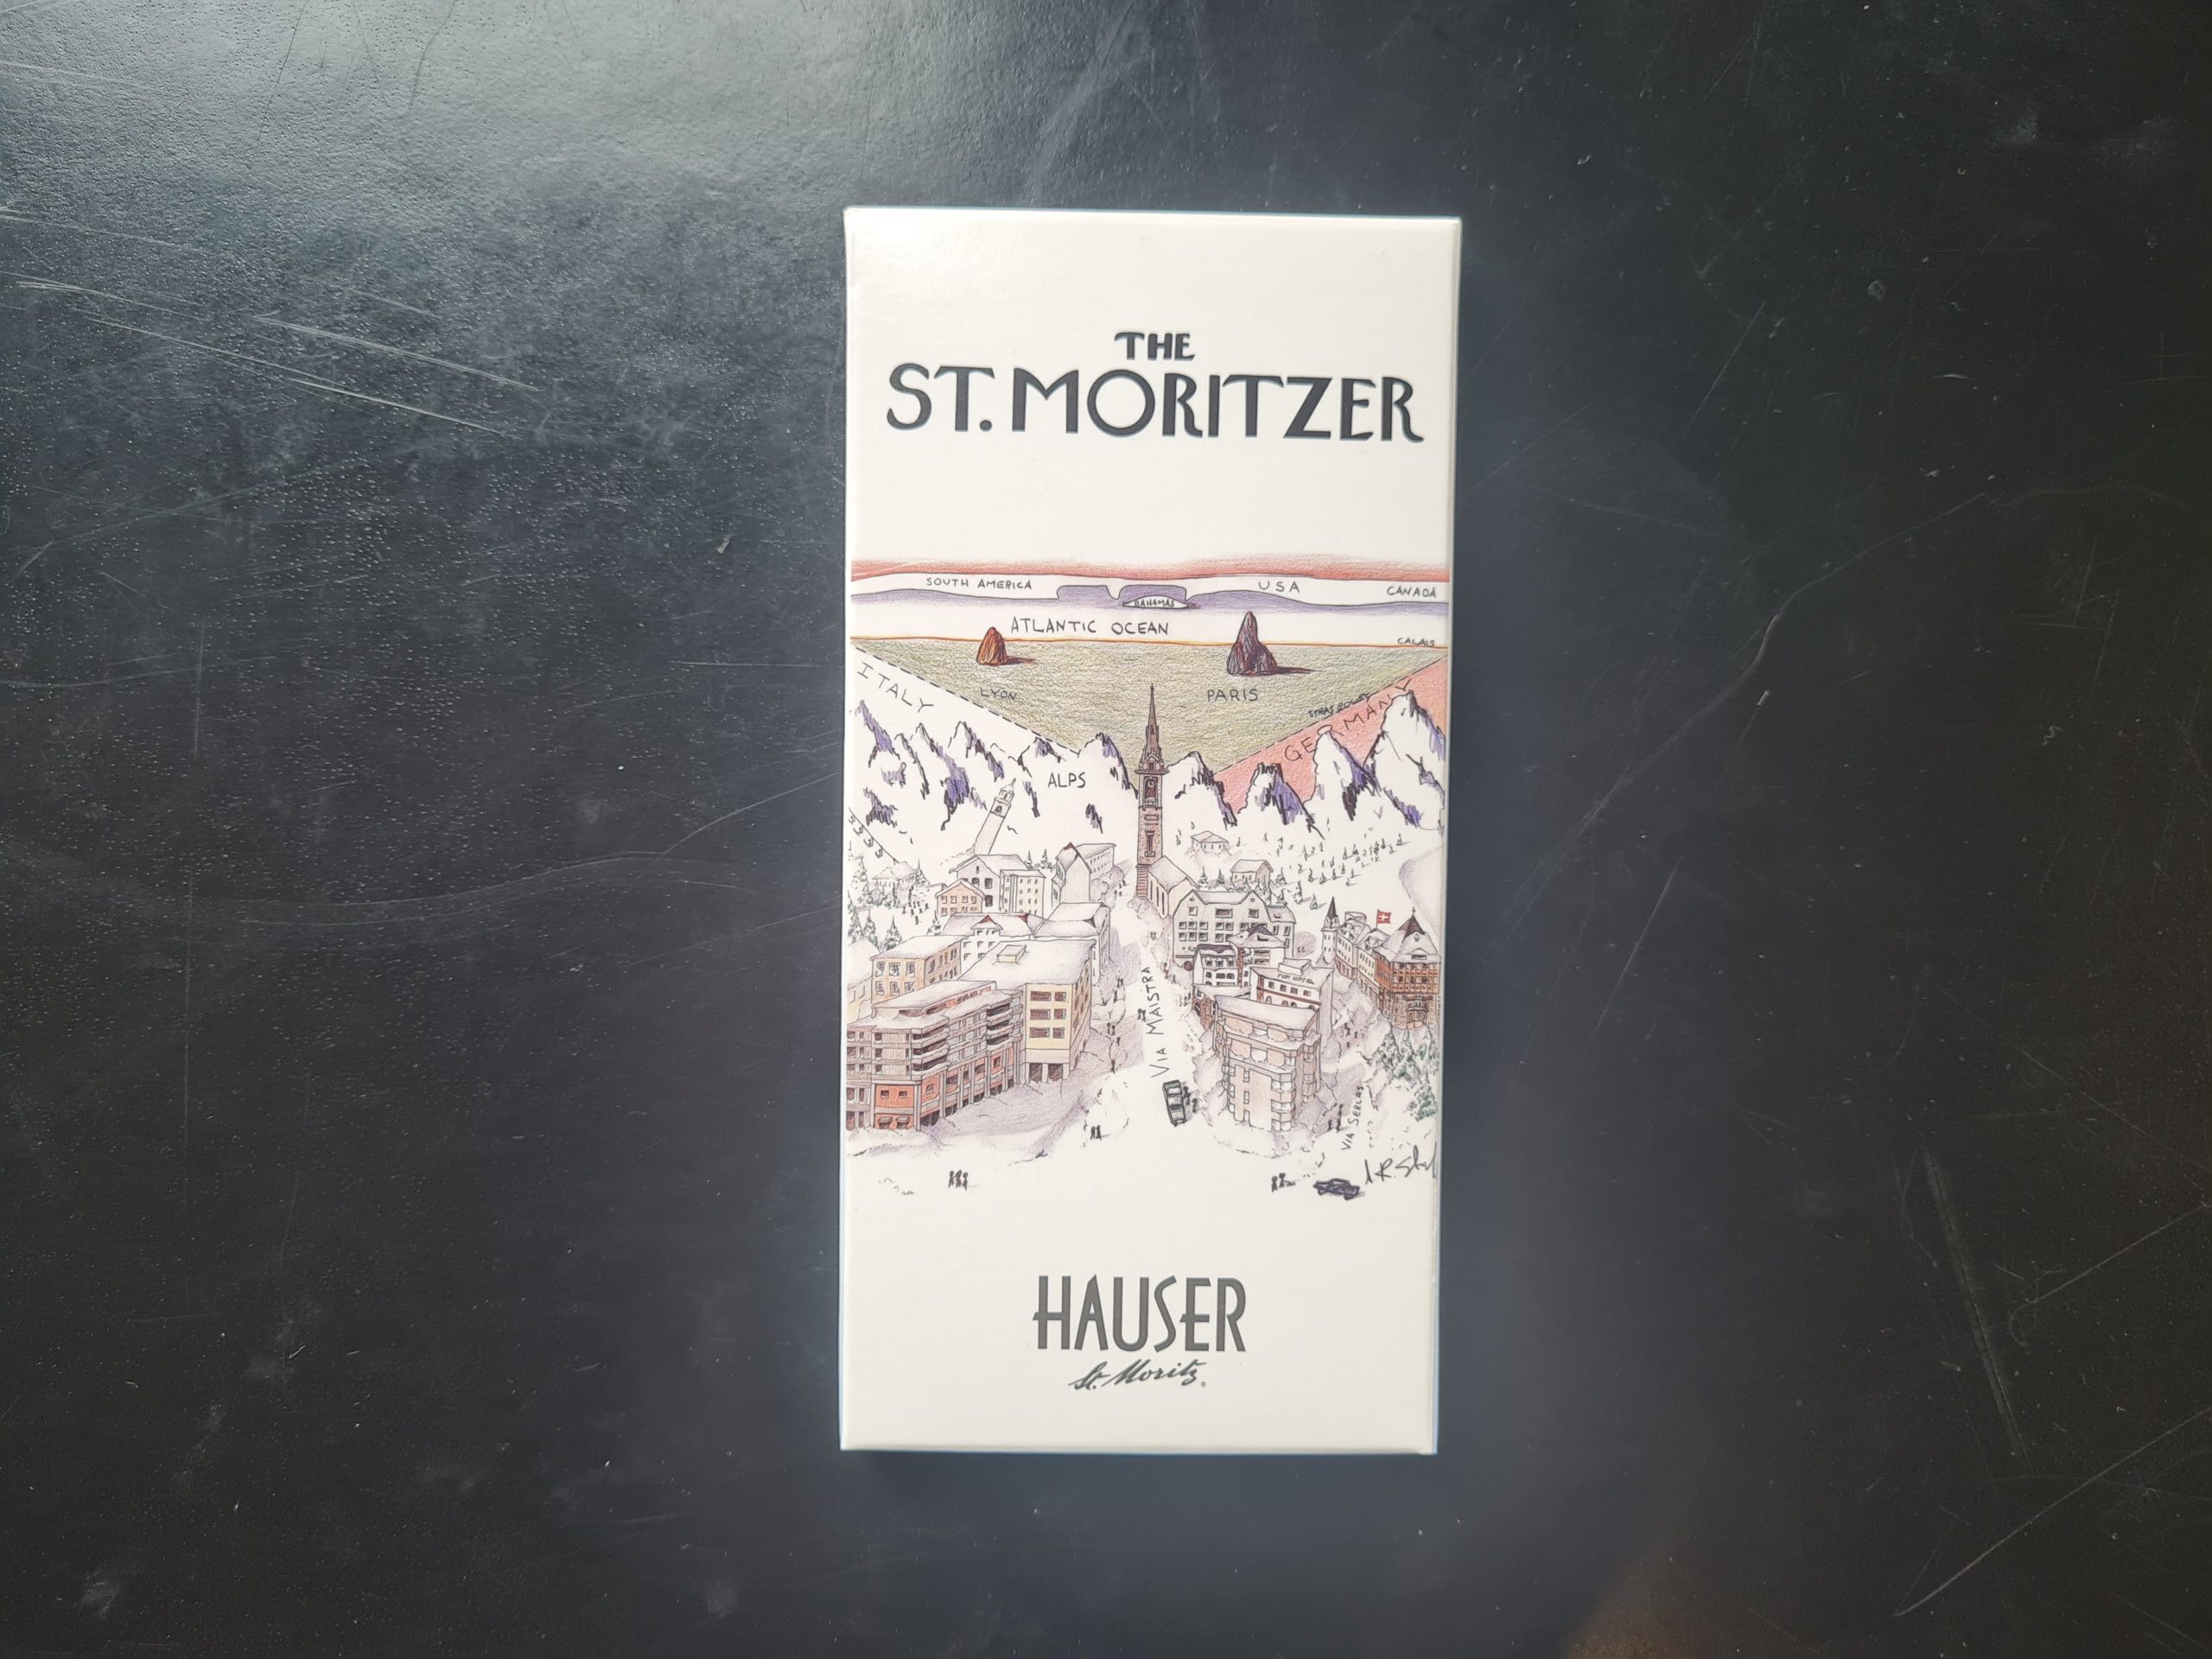 THE
ST. MORITZER
SOUTH AMERICA
USA
CANADA
BAHAMAS
ATLANTIC OCEAN
CALAIS
ITALY
LYON
PARIS
STRASBOURG
GERMANY
ALPS
VIA MAISTRA
VIA SERLAS
HAUSER
St. Moritz